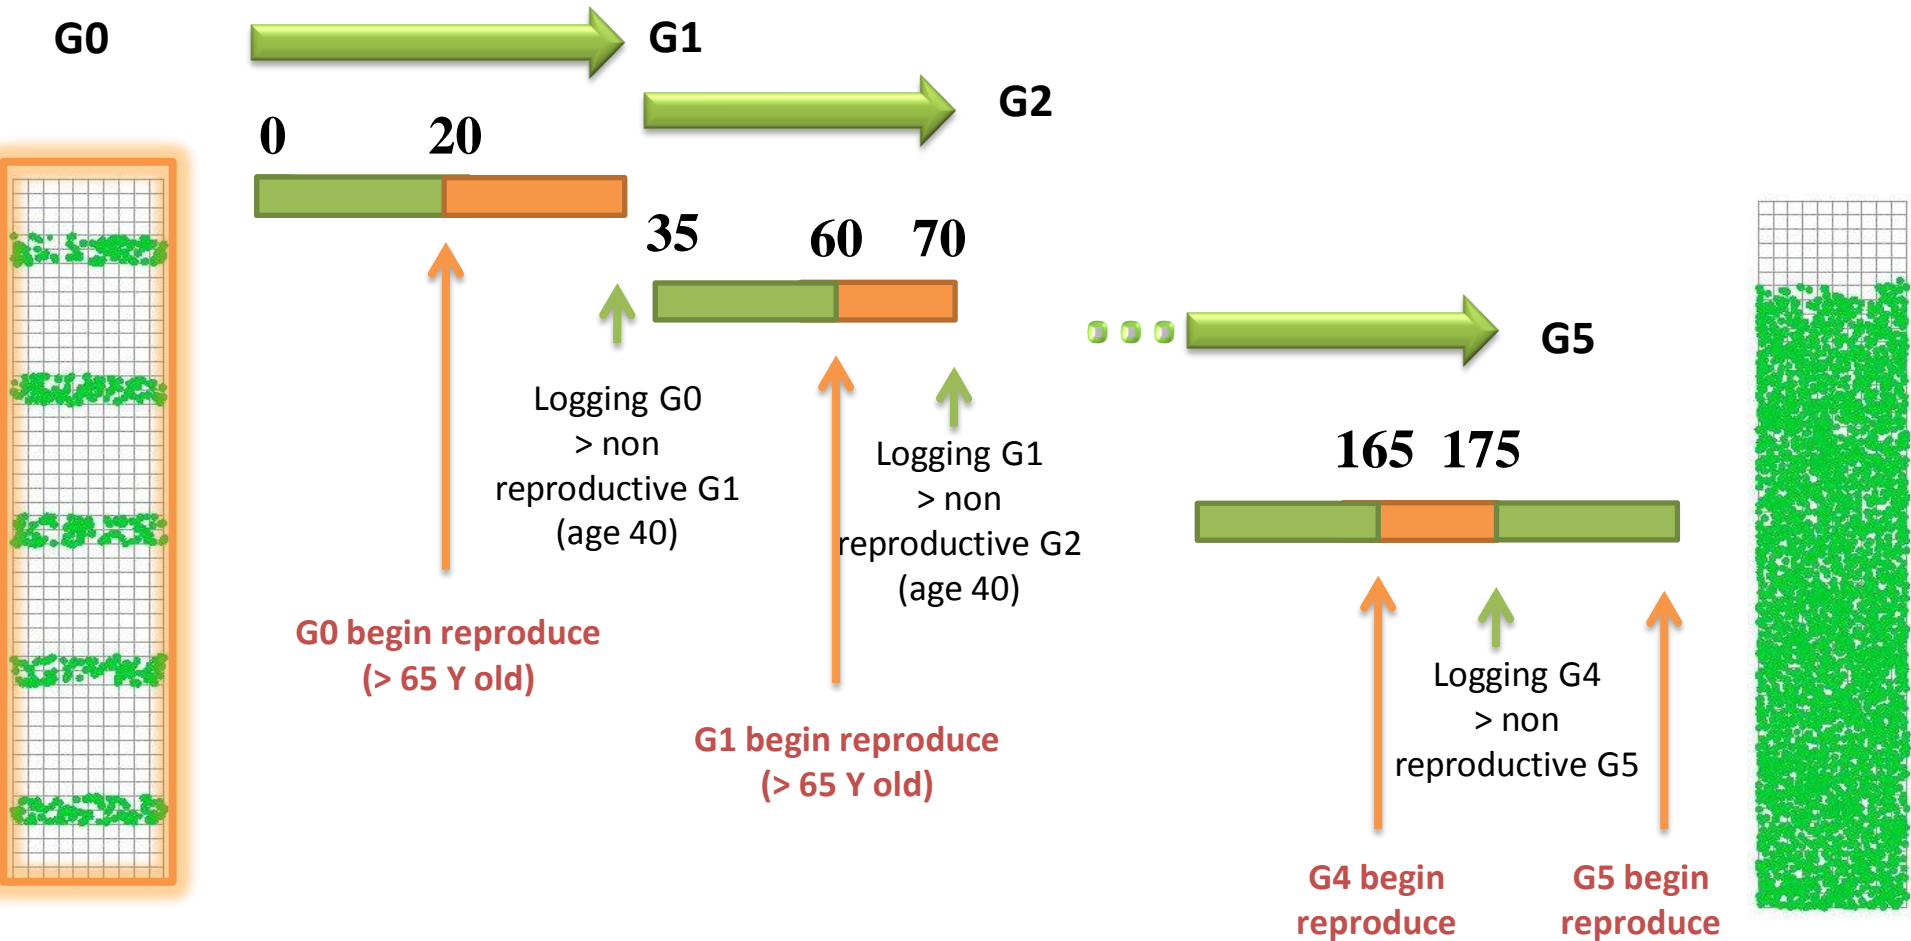 G0
G1
G2
0
20
35
60
70
G5
Logging G0
> non
reproductive G1
(age 40)
Logging G1
> non
reproductive G2
(age 40)
165
175
G0 begin reproduce
(> 65 Y old)
G1 begin reproduce
(> 65 Y old)
Logging G4
> non
reproductive G5
G4 begin
reproduce
G5 begin
reproduce